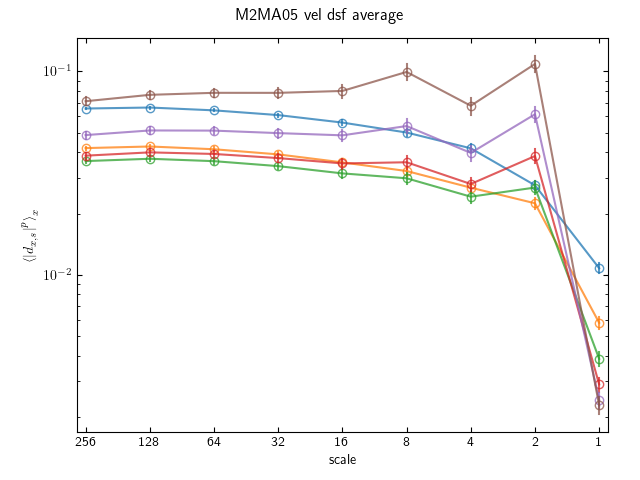 M2MA05 vel dsf average
10⁻¹
10⁻²
⟨|d_{x,s}|^p⟩_x
256 128 64 32 16 8 4 2 1
scale